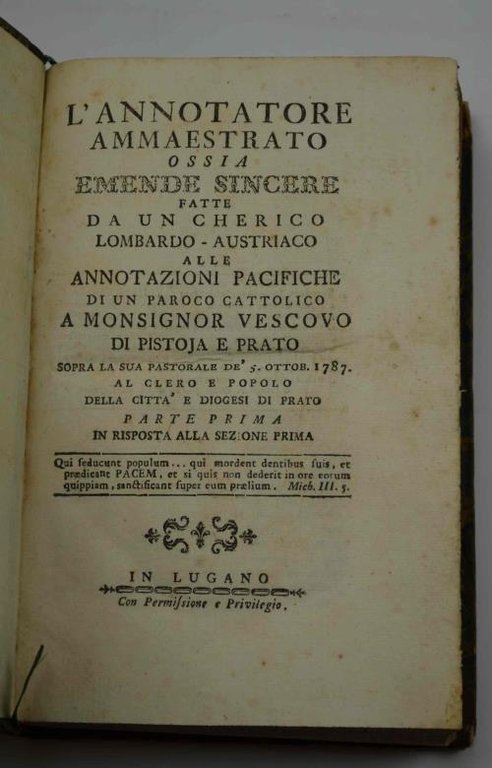 L'ANNOTATORE
AMMAESTRATO
OSSIA
EMENDE SINCERE
FATTE
DA UN CHERICO
LOMBARDO - AUSTRIACO
ALLE
ANNOTAZIONI PACIFICHE
DI UN PAROCO CATTOLICO
A MONSIGNOR VESCOVO
DI PISTOJA E PRATO
SOPRA LA SUA PASTORALE DE' 5. OTTOB. 1787.
AL CLERO E POPOLO
DELLA CITTA' E DIOGESI DI PRATO
PARTE PRIMA
IN RISPOSTA ALLA SEZIONE PRIMA
Qui ſeducunt populum... qui mordent dentibus ſuis, et
prædicant PACEM, et si quis non dederit in ore eorum
quippiam, sanctificant ſuper eum prælium. Mich. III. 5.
IN LUGANO
Con Permiſsione e Privilegio.